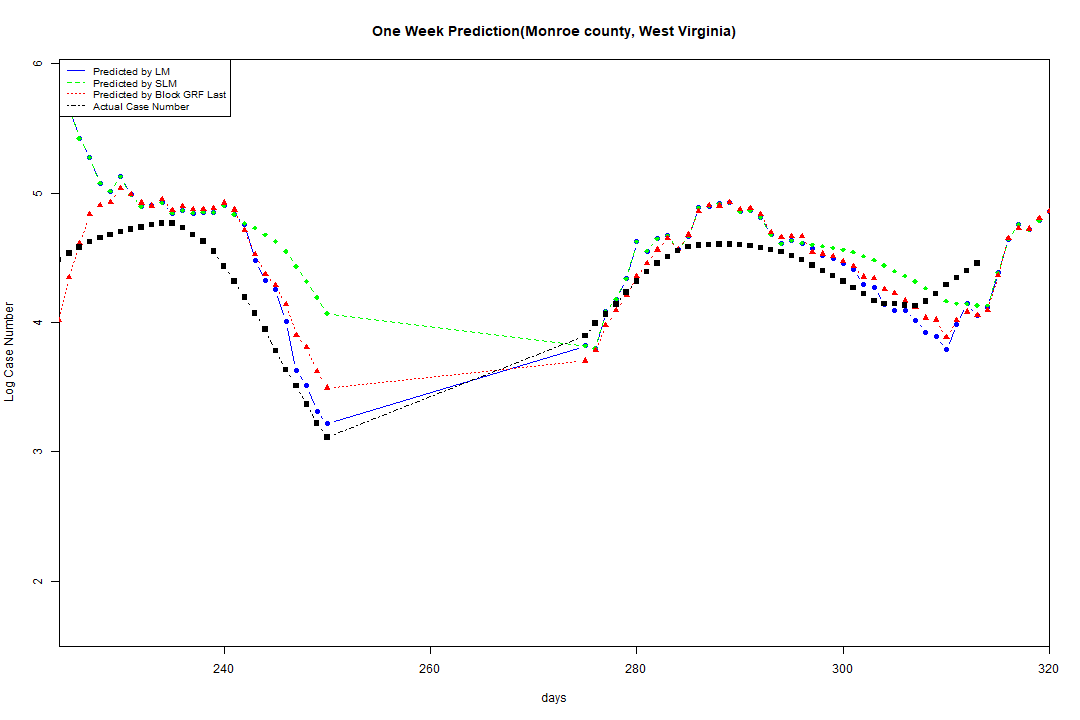 One Week Prediction(Monroe county, West Virginia)
Predicted by LM
Predicted by SLM
Predicted by Block GRF Last
Actual Case Number
6
5
4
3
2
Log Case Number
240
260
280
300
320
days